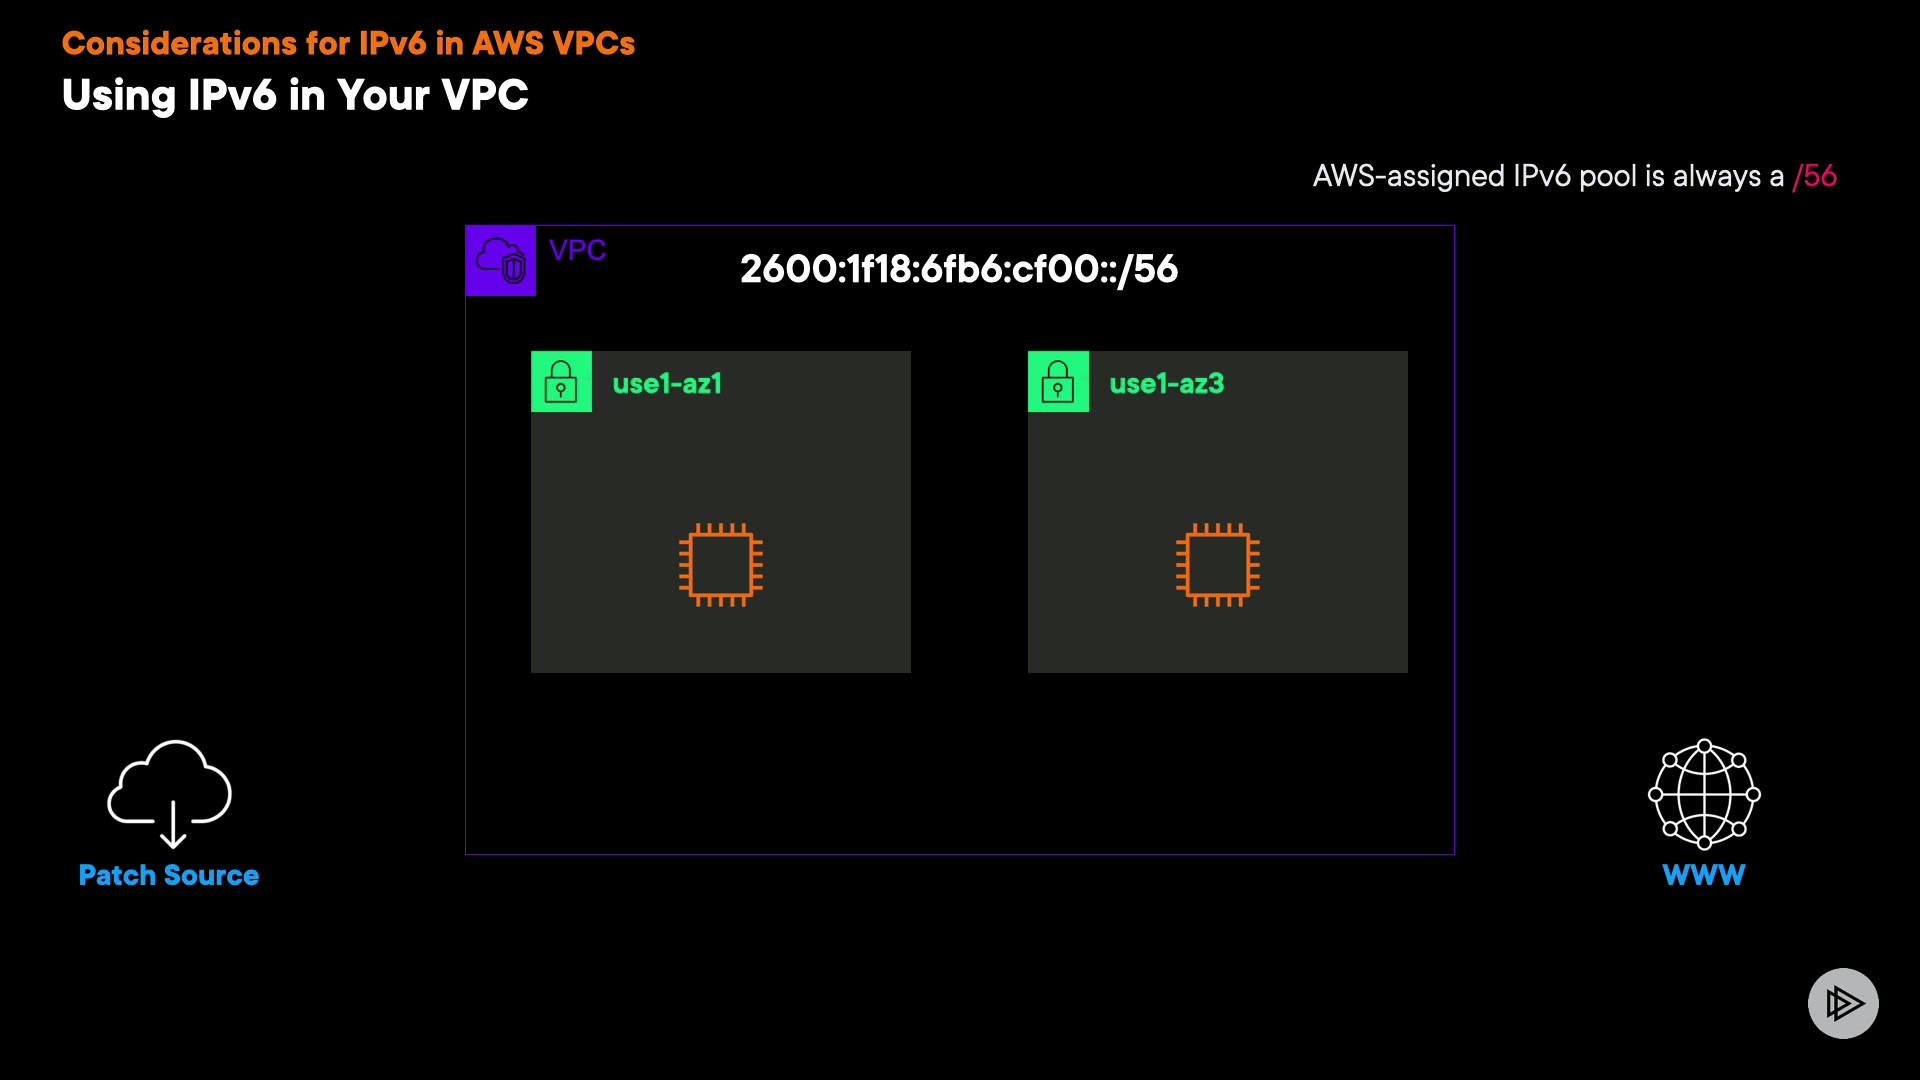 Considerations for IPv6 in AWS VPCs
Using IPv6 in Your VPC
AWS-assigned IPv6 pool is always a /56
VPC
2600:1f18:6fb6:cf00::/56
use1-az1
use1-az3
Patch Source
WWW